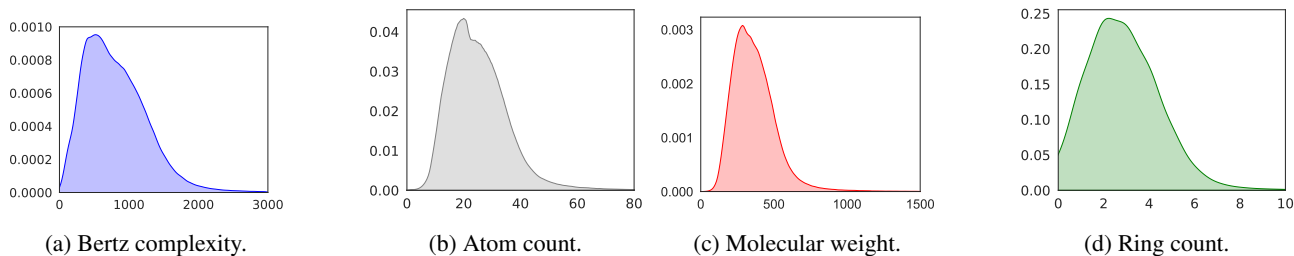 0.0010
0.0008
0.0006
0.0004
0.0002
0.0000
0 1000 2000 3000
(a) Bertz complexity.
0.04
0.03
0.02
0.01
0.00
0 20 40 60 80
(b) Atom count.
0.003
0.002
0.001
0.000
0 500 1000 1500
(c) Molecular weight.
0.25
0.20
0.15
0.10
0.05
0.00
0 2 4 6 8 10
(d) Ring count.